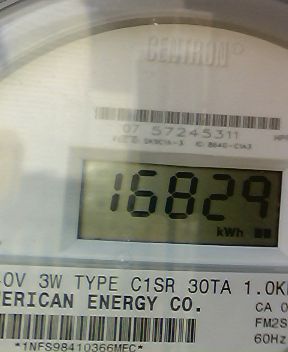 CENTRON
07 57245311
16829
kWh
0V 3W TYPE C1SR 30TA 1.0K
ERICAN ENERGY CO.
CA 0
FM2S
60Hz
*1NFS98410366MEC*